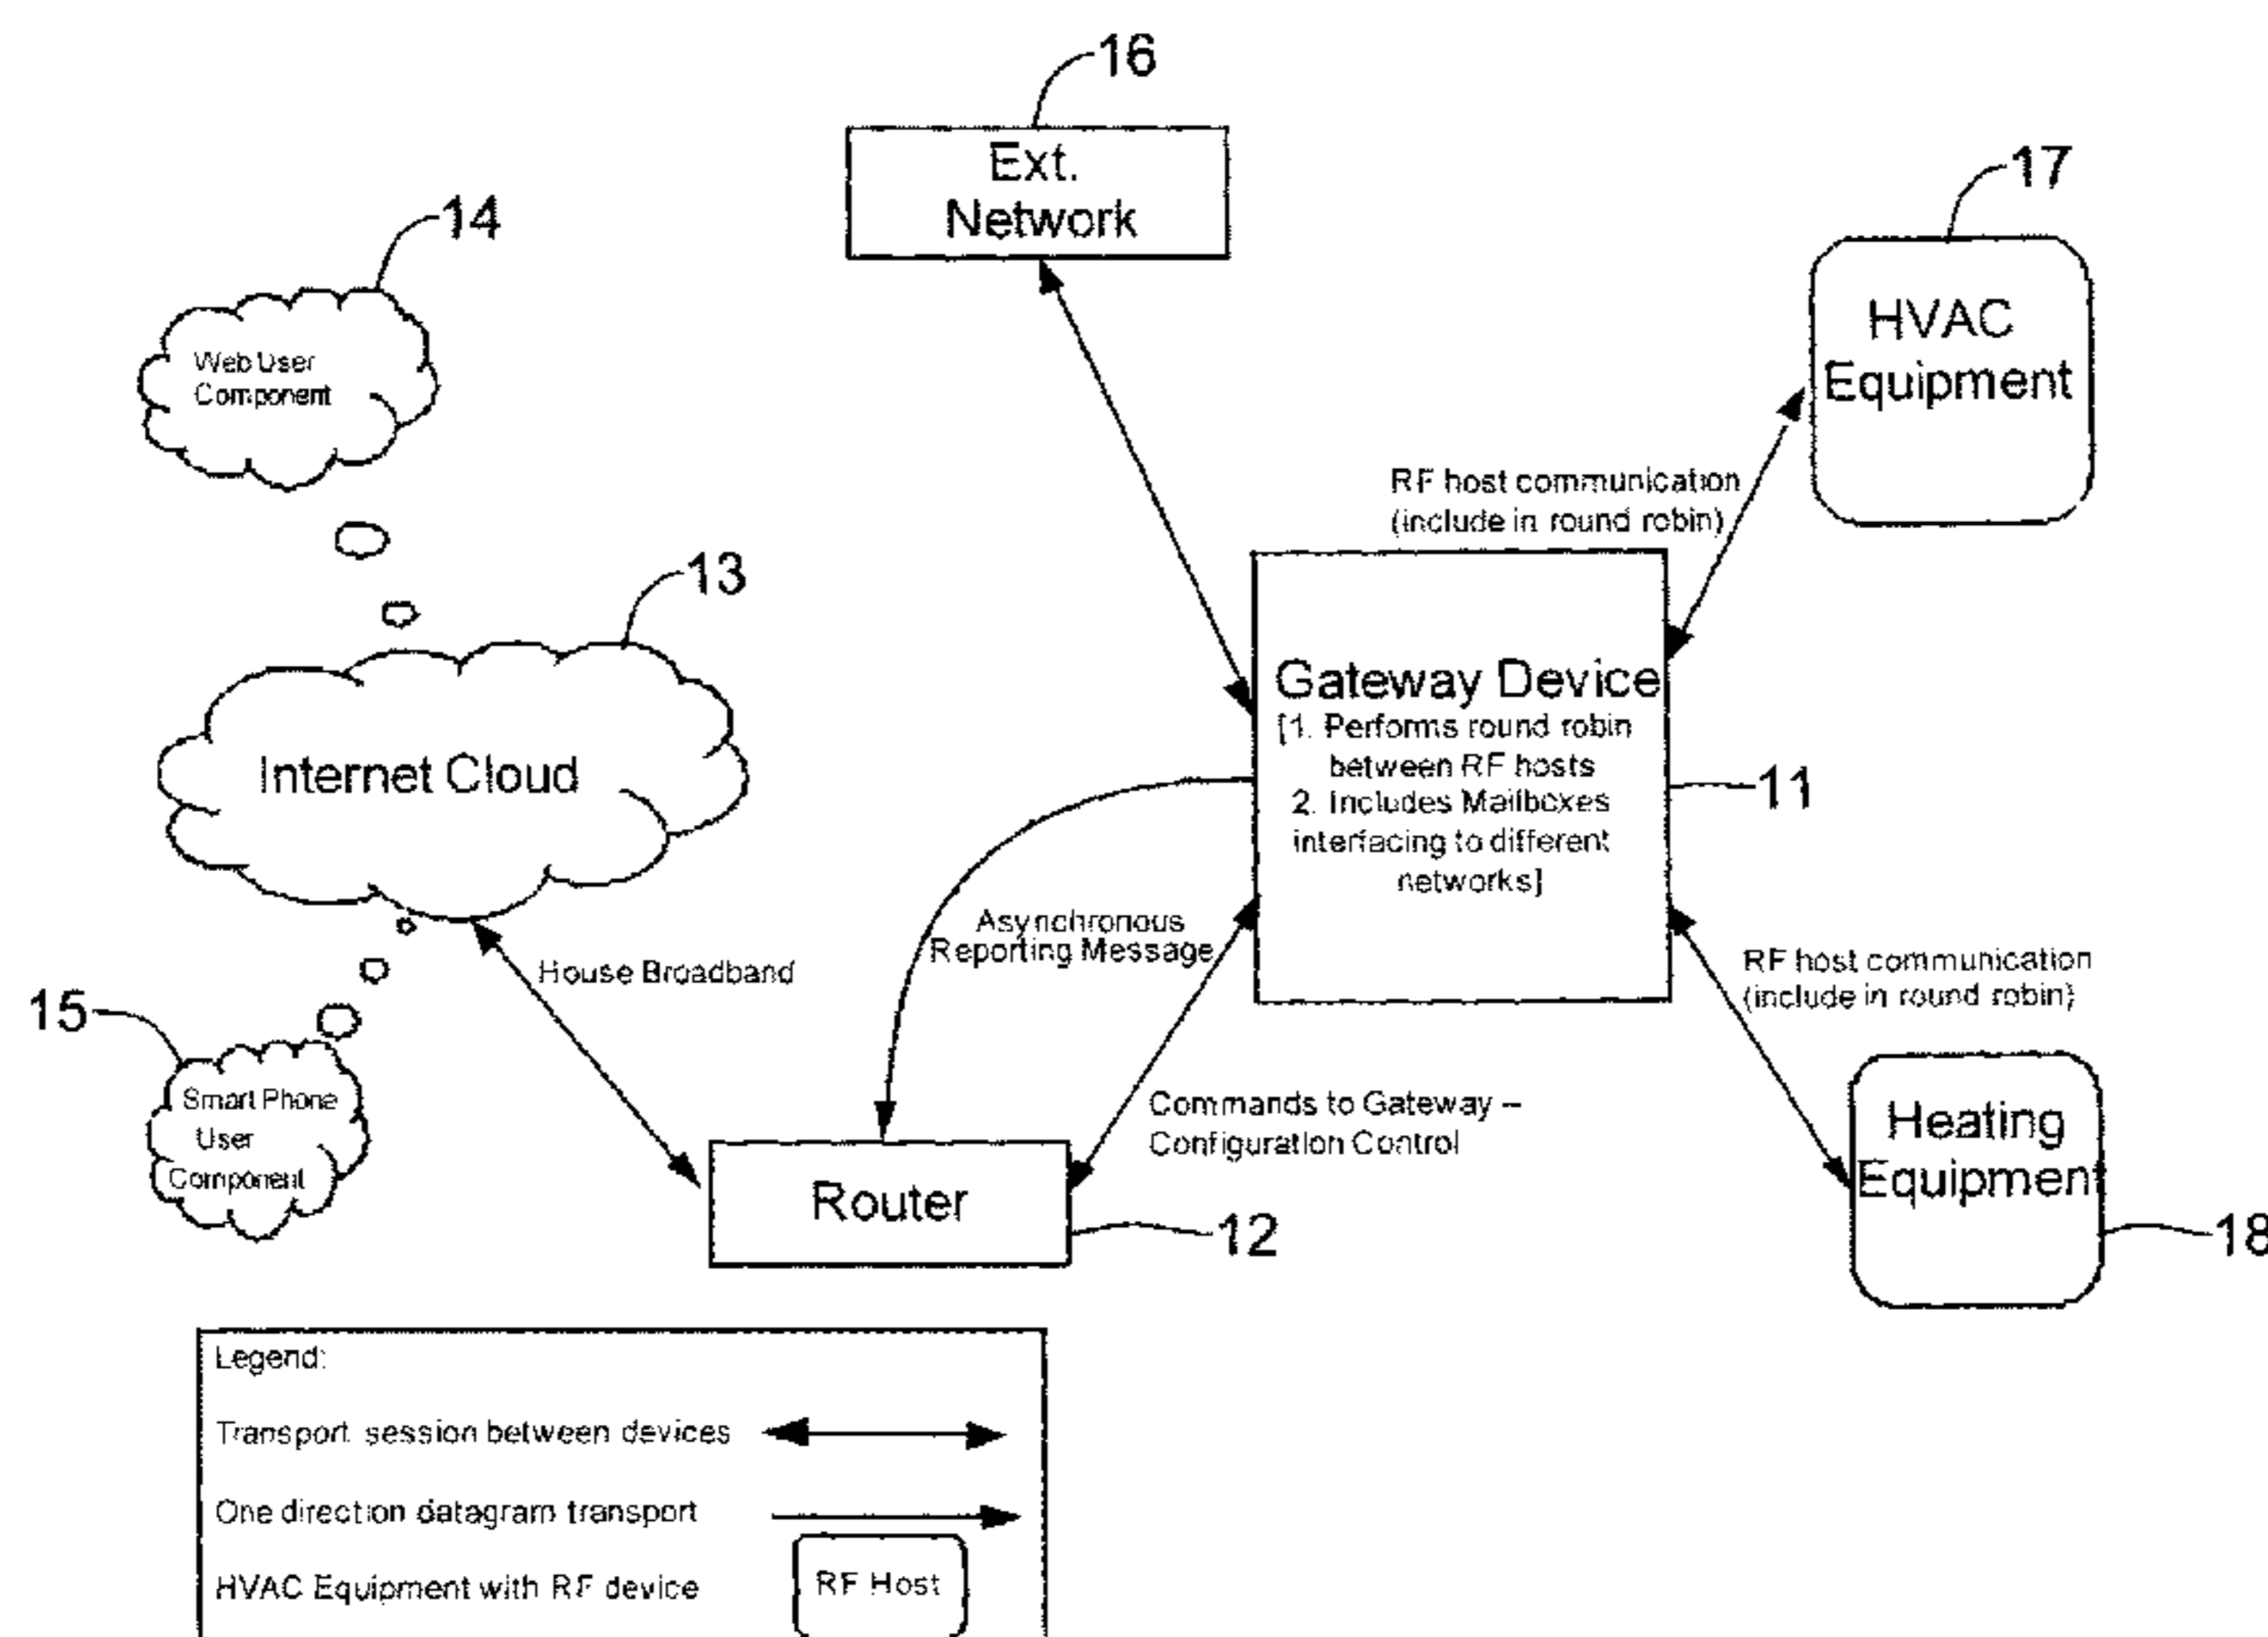 16
Ext.
Network
17
14
HVAC
Equipment
Web User
Component
RF host communication
(include in round robin)
13
Gateway Device
[1. Performs round robin
between RF hosts
2. Includes Mailboxes
interfacing to different
networks]
11
Internet Cloud
Asynchronous
Reporting Message
House Broadband
RF host communication
(include in round robin)
15
Smart Phone
User
Component
Commands to Gateway –
Configuration Control
Heating
Equipment
Router
12
18
Legend:
Transport session between devices
One direction datagram transport
HVAC Equipment with RF device
RF Host